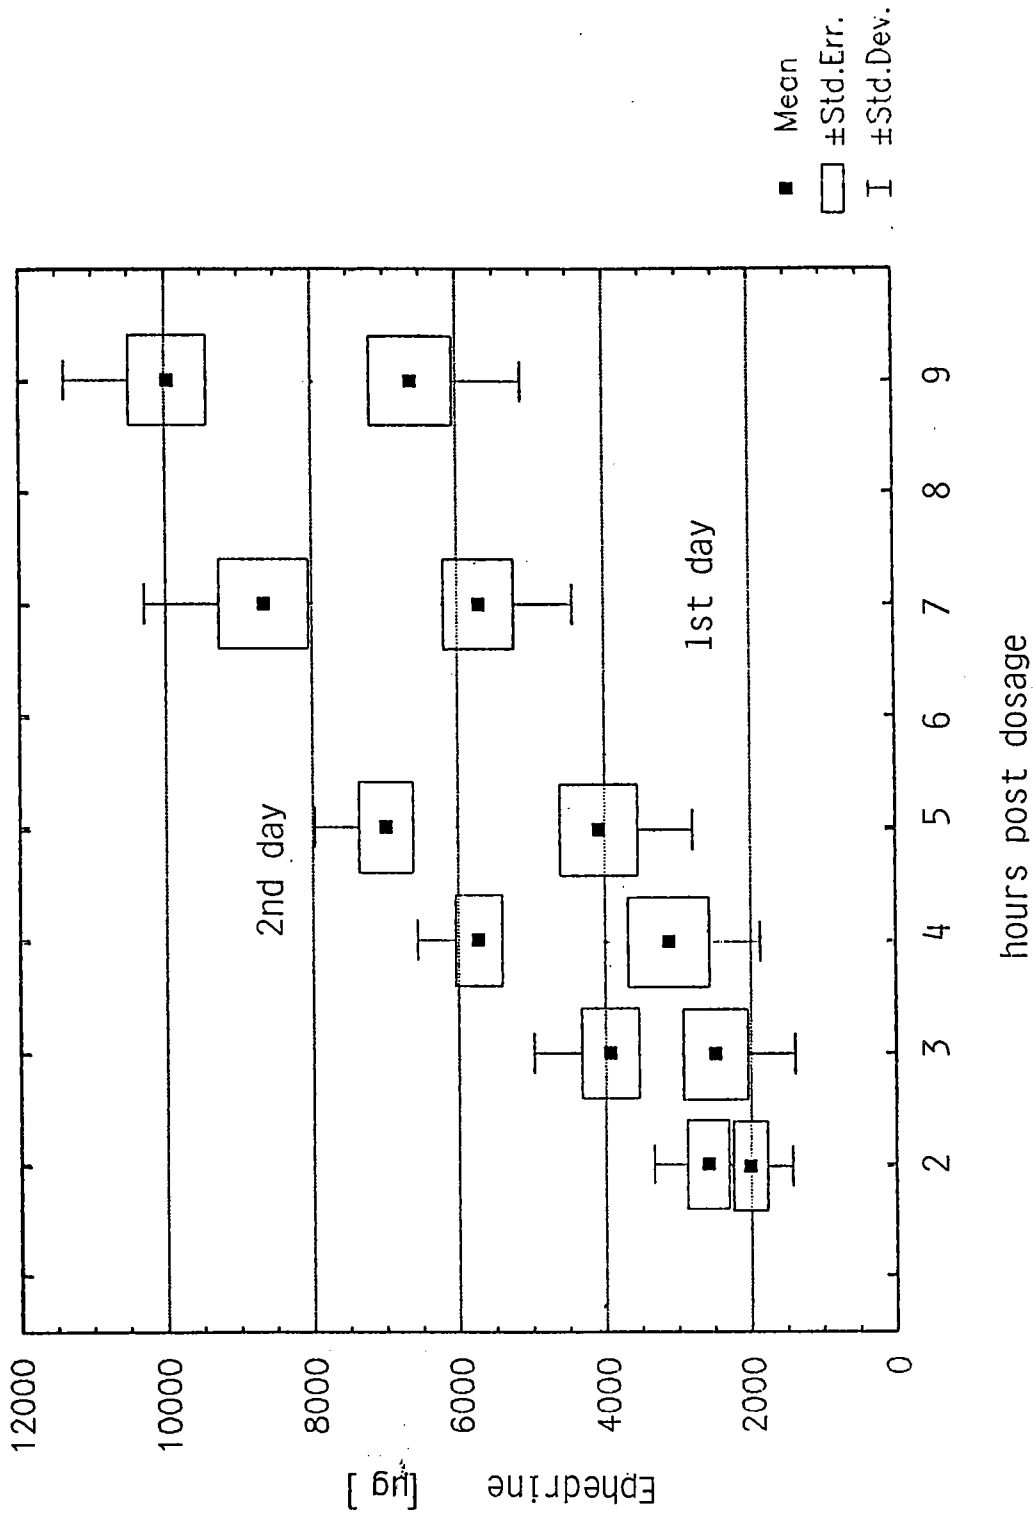 Ephedrine
[µg]
12000
10000
8000
6000
4000
2000
0
2nd day
1st day
2 3 4 5 6 7 8 9
hours post dosage
Mean
±Std.Err.
±Std.Dev.